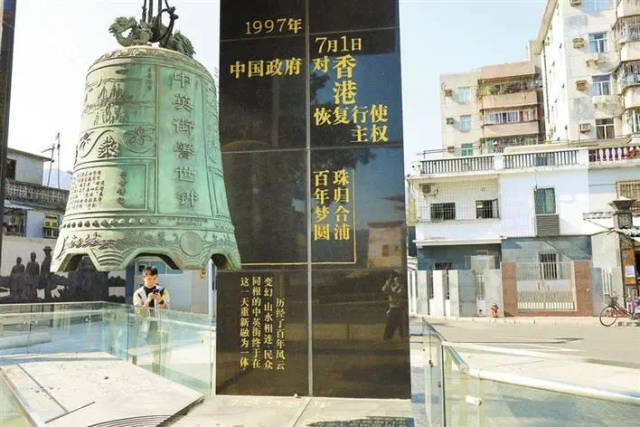 中英街警世钟
1997年
7月1日
中国政府对香港
恢复行使
主权
珠归合浦
百年梦圆
——历经了百年风云
变幻,山水相连,民众
同根的中英街终于在
这一天重新融为一体